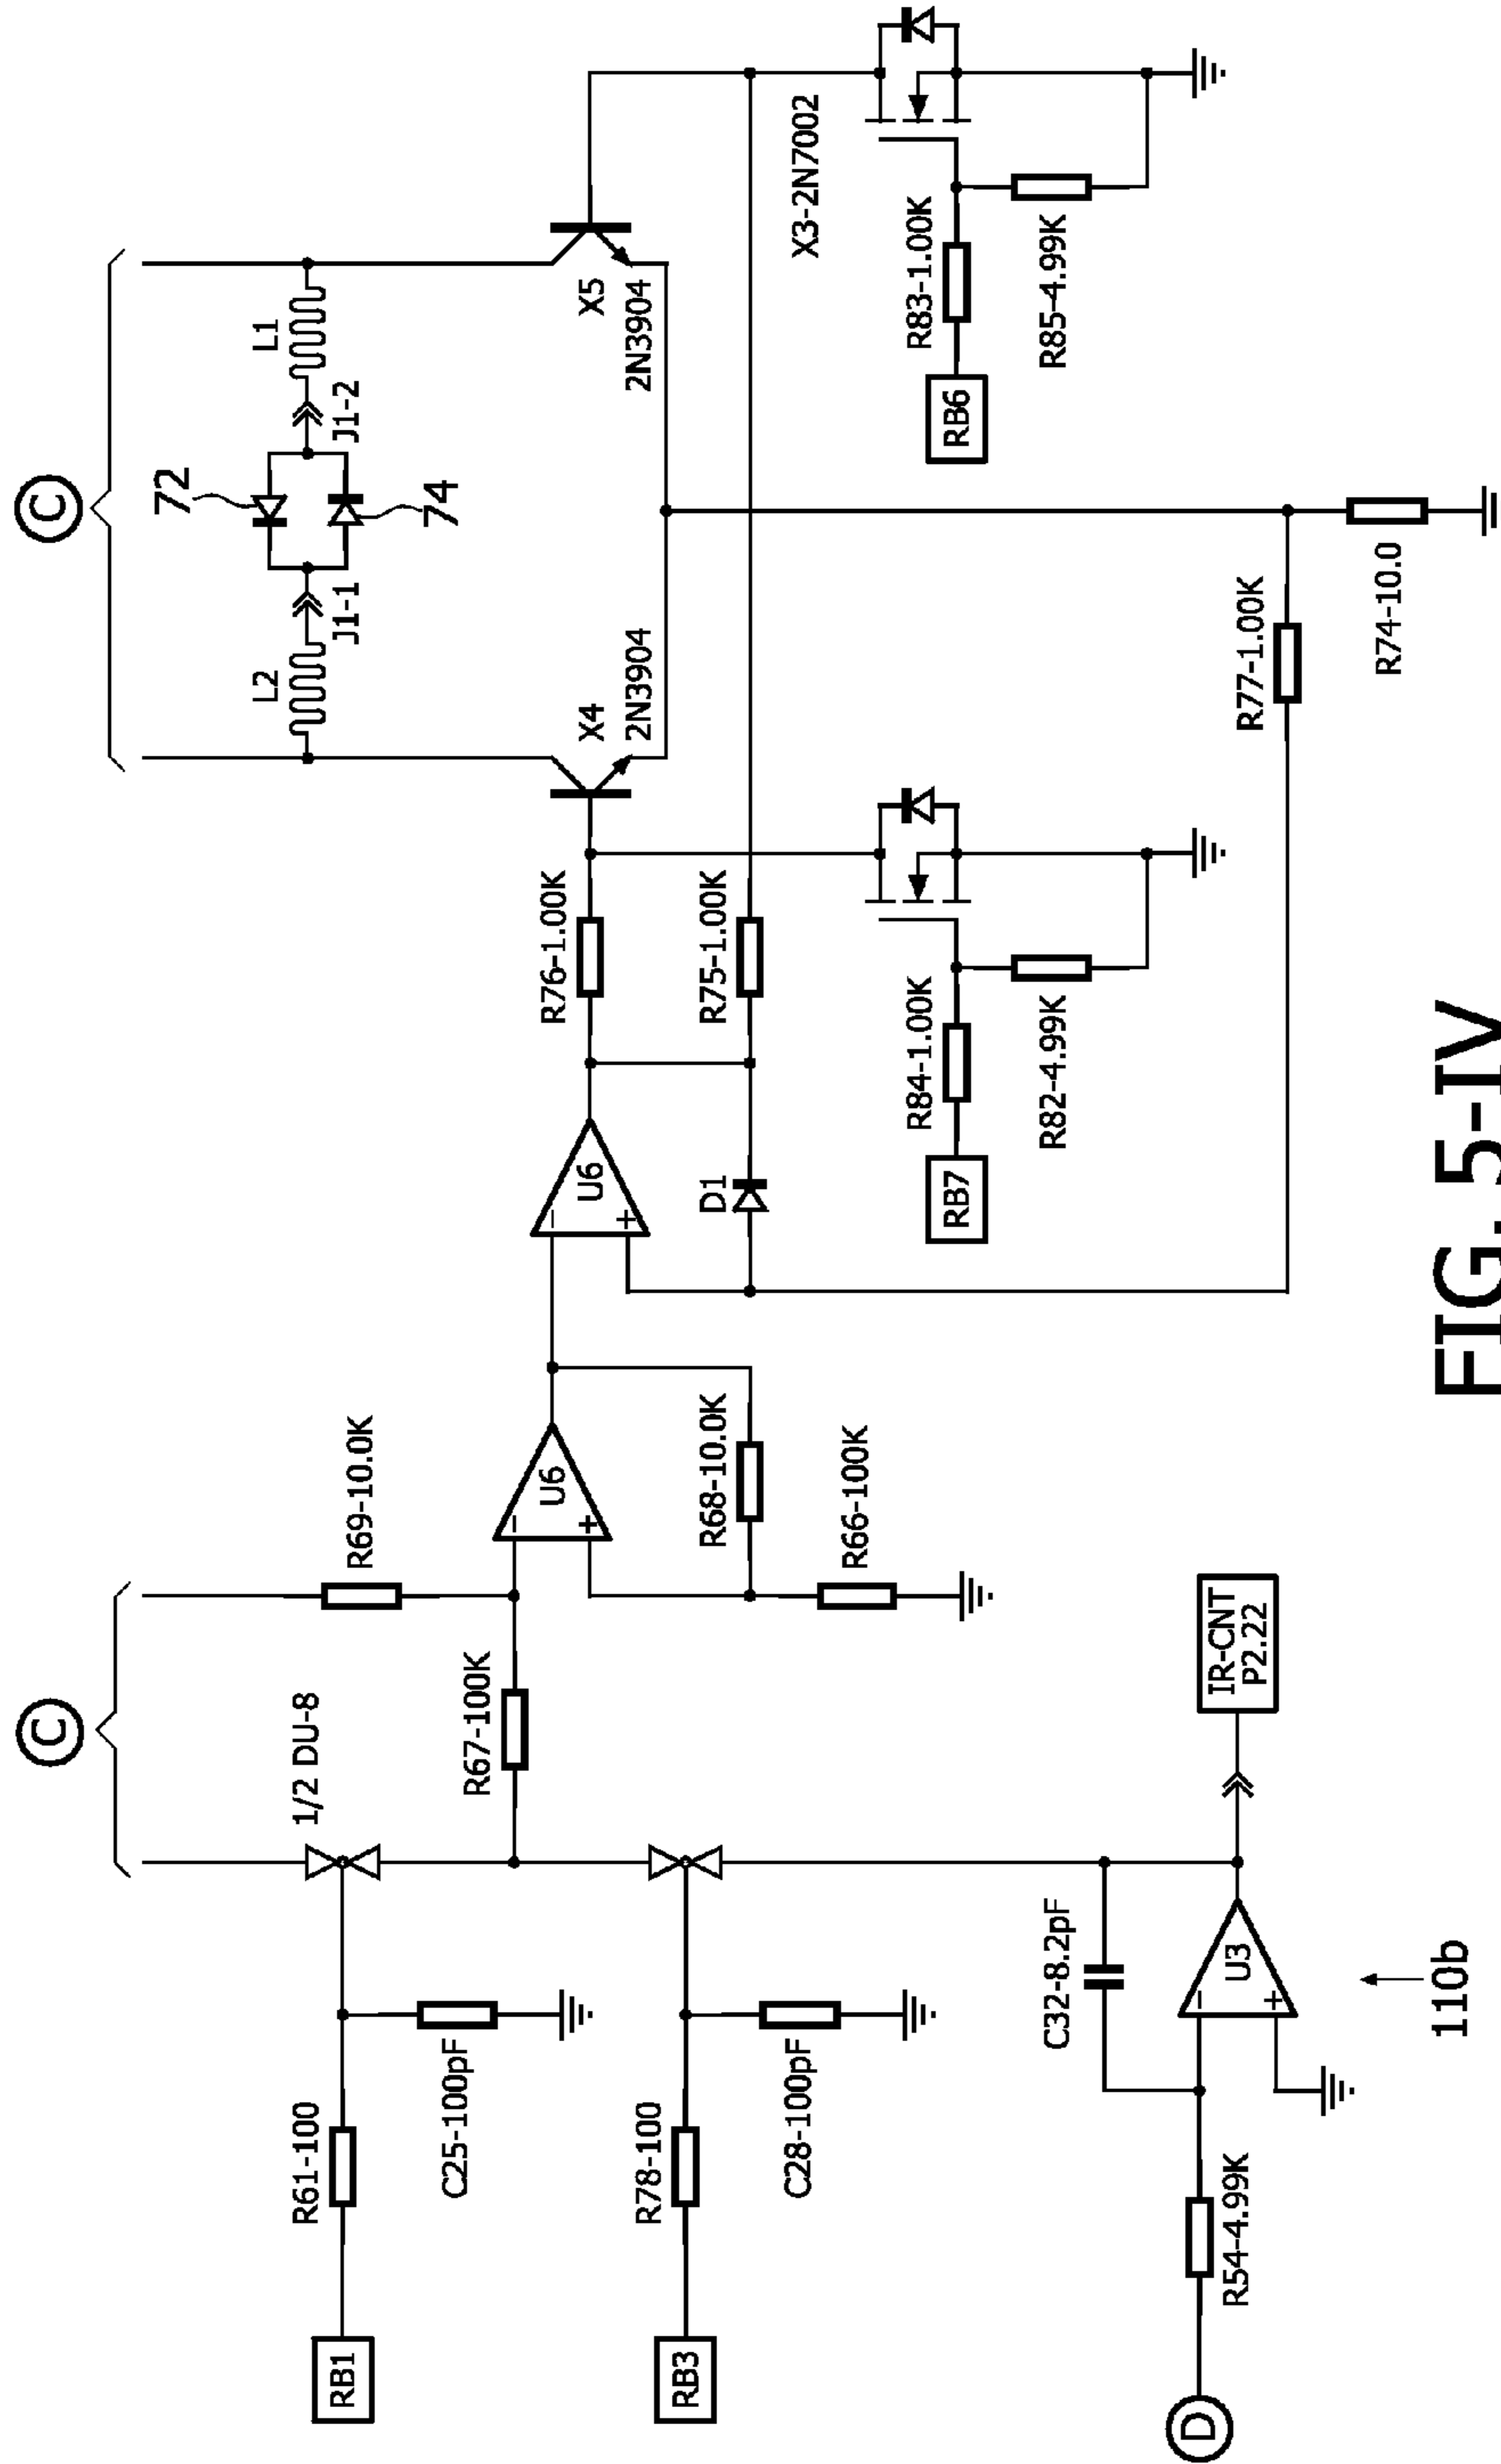 C
C
72
74
L2
J1-1
J1-2
L1
X4
2N3904
X5
2N3904
1/2 DU-8
R69-10.0K
R67-100K
U6
-
+
R68-10.0K
R66-100K
U6
-
+
D1
R76-1.00K
R75-1.00K
RB1
R61-100
C25-100pF
RB3
R78-100
C28-100pF
RB7
R84-1.00K
R82-4.99K
RB6
R83-1.00K
R85-4.99K
X3-2N7002
R77-1.00K
R74-10.0
D
R54-4.99K
C32-8.2pF
U3
-
+
IR-CNT
P2.22
110b
FIG. 5-IV